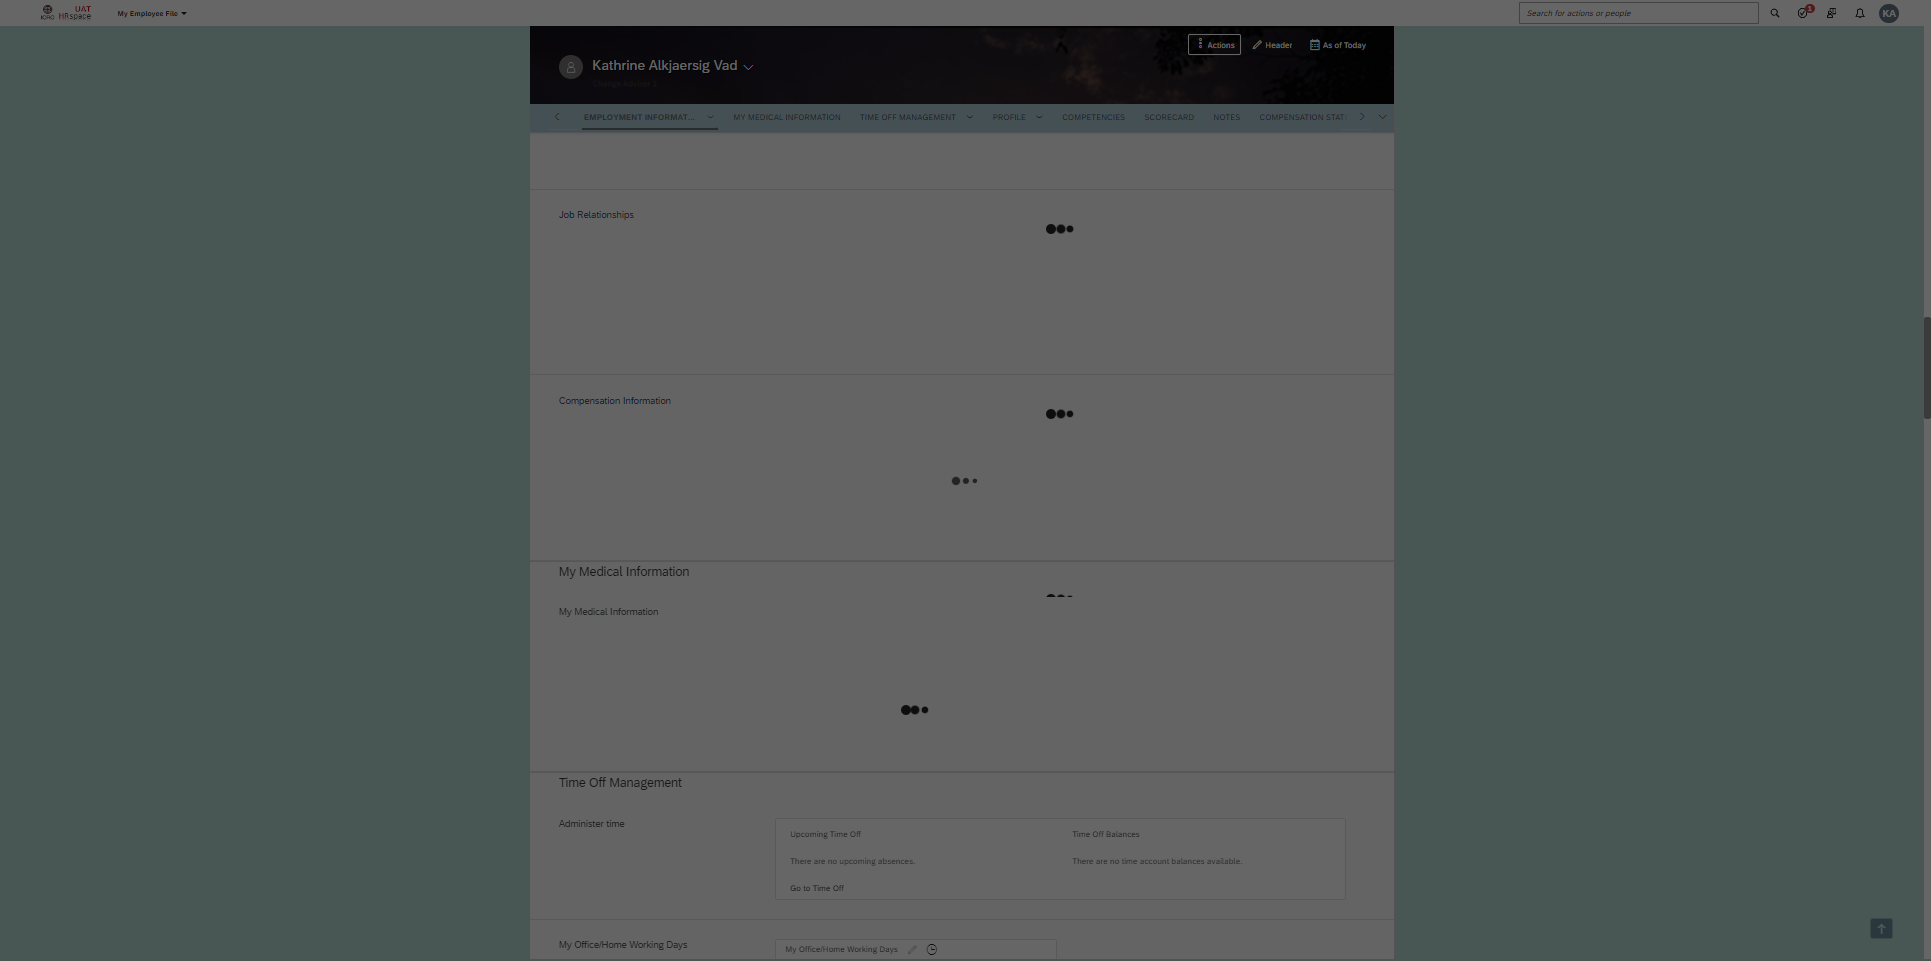 UAT
ICRC HRspace
My Employee File
Search for actions or people
1
KA
Actions
Header
As of Today
Kathrine Alkjaersig Vad
EMPLOYMENT INFORMAT...
MY MEDICAL INFORMATION
TIME OFF MANAGEMENT
PROFILE
COMPETENCIES
SCORECARD
NOTES
COMPENSATION STAT
Job Relationships
Compensation Information
My Medical Information
My Medical Information
Time Off Management
Administer time
Upcoming Time Off
Time Off Balances
There are no upcoming absences.
There are no time account balances available.
Go to Time Off
My Office/Home Working Days
My Office/Home Working Days